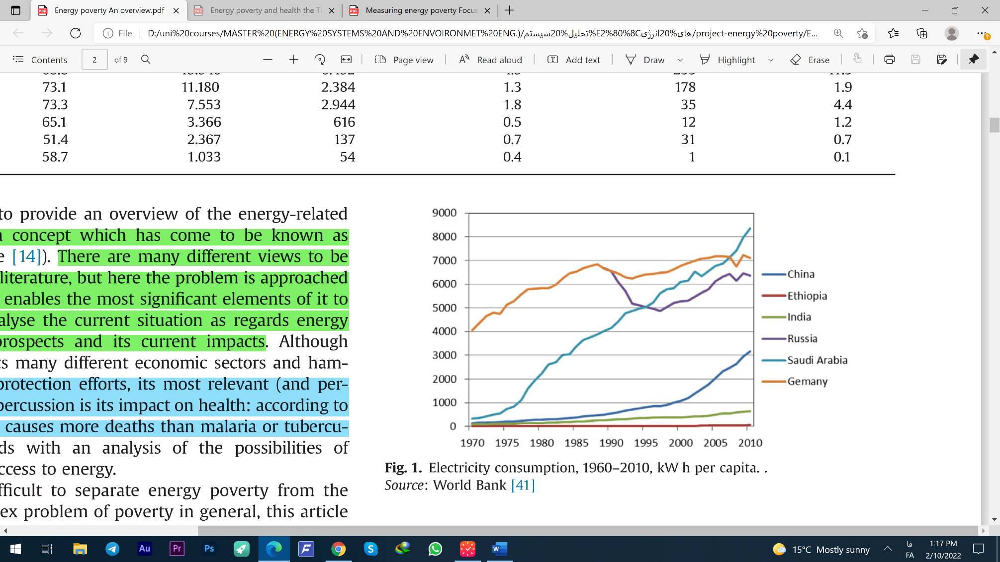 Energy poverty An overview.pdf
Energy poverty and health the Tu
Measuring energy poverty Focus
File
D:/uni%20courses/MASTER%20(ENERGY%20SYSTEMS%20AND%20ENVOIRONMET%20ENG.)/تحلیل%20سیستم%E2%80%8Cهای%20انرژی/project-energy%20poverty/E...
Contents
2 of 9
Page view
Read aloud
Add text
Draw
Highlight
Erase
73.1 11.180 2.384 1.3 178 1.9
73.3 7.553 2.944 1.8 35 4.4
65.1 3.366 616 0.5 12 1.2
51.4 2.367 137 0.7 31 0.7
58.7 1.033 54 0.4 1 0.1
to provide an overview of the energy-related
a concept which has come to be known as
e [14]). There are many different views to be
literature, but here the problem is approached
enables the most significant elements of it to
alyse the current situation as regards energy
prospects and its current impacts. Although
ts many different economic sectors and ham-
protection efforts, its most relevant (and per-
percussion is its impact on health: according to
causes more deaths than malaria or tubercu-
ds with an analysis of the possibilities of
ccess to energy.
fficult to separate energy poverty from the
ex problem of poverty in general, this article
9000
8000
7000
6000
5000
4000
3000
2000
1000
0
1970 1975 1980 1985 1990 1995 2000 2005 2010
China
Ethiopia
India
Russia
Saudi Arabia
Gemany
Fig. 1. Electricity consumption, 1960–2010, kW h per capita. .
Source: World Bank [41]
Au
Pr
Ps
15°C Mostly sunny
فا
FA
1:17 PM
2/10/2022